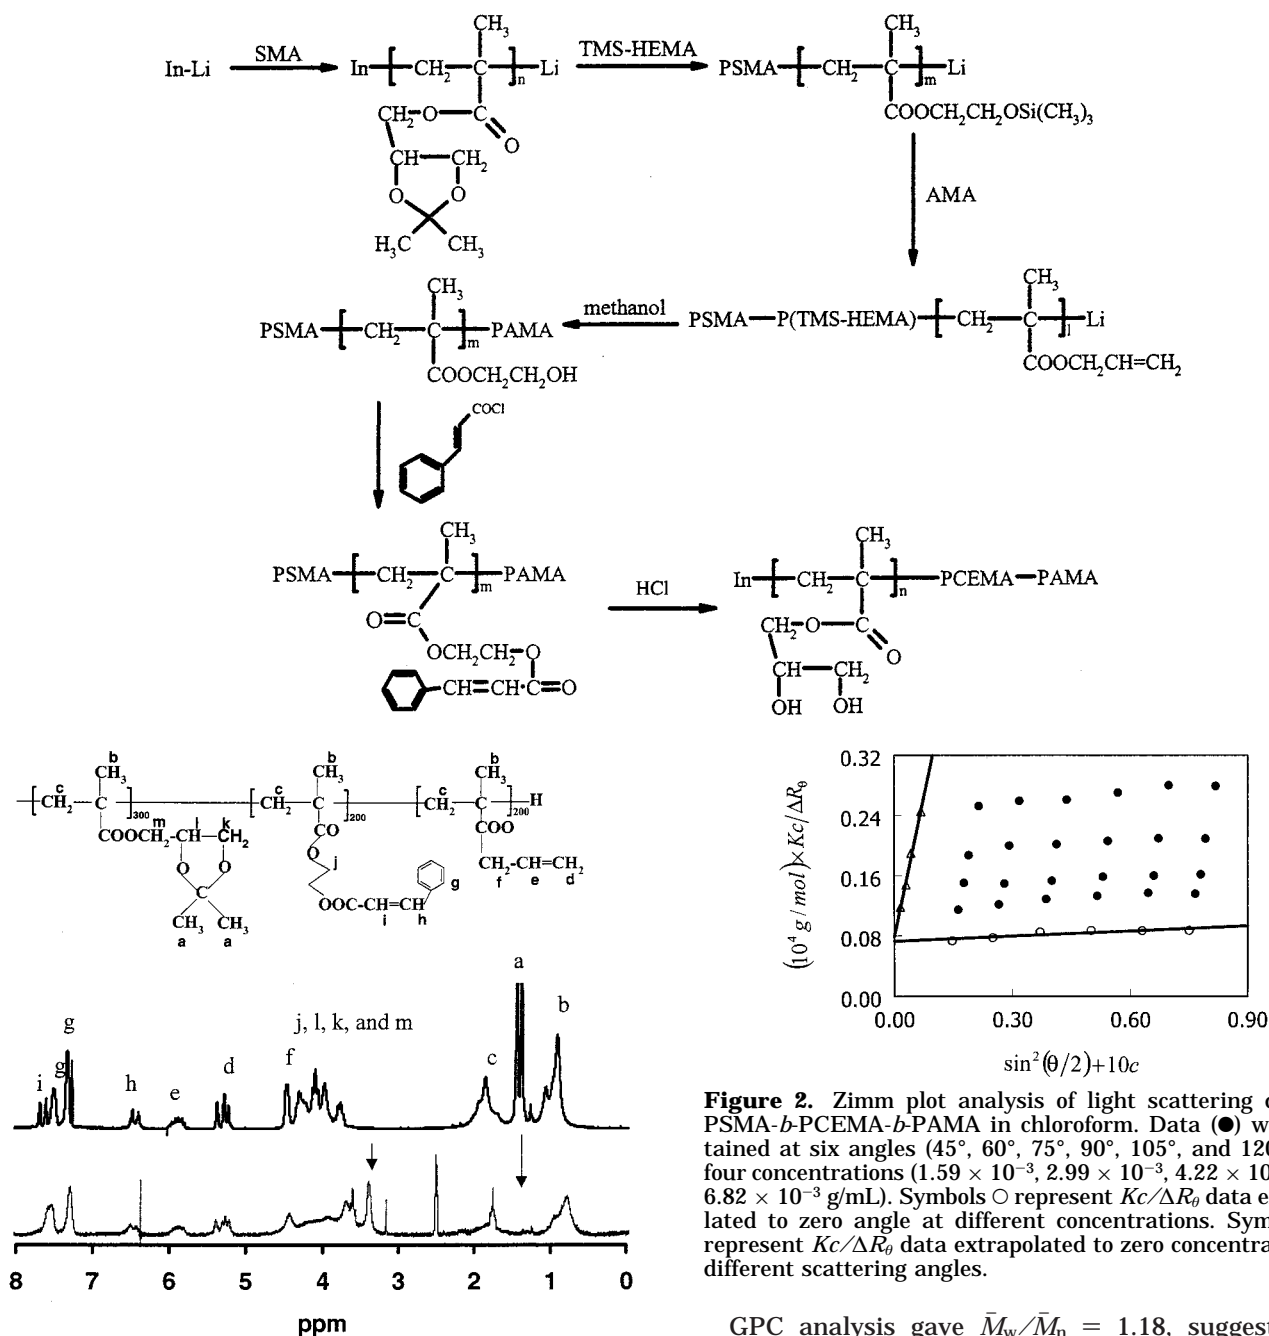 CH₃
In-Li SMA In [ CH₂ C ]n Li TMS-HEMA PSMA [ CH₂ C ]m Li
CH₂ O C O
COOCH₂CH₂OSi(CH₃)₃
CH CH₂
O O
AMA
H₃C CH₃
CH₃
PSMA [ CH₂ C ]m PAMA methanol PSMA P(TMS-HEMA) [ CH₂ C ]l Li
COOCH₂CH₂OH
COOCH₂CH=CH₂
COCl
CH₃
PSMA [ CH₂ C ]m PAMA HCl In [ CH₂ C ]n PCEMA PAMA
O=C
OCH₂CH₂ O
CH=CH·C=O
CH₂ O C O
CH CH₂
OH OH
b b b
CH₃ CH₃ CH₃
c c c
[ CH₂ C ]300 [ CH₂ C ]200 [ CH₂ C ]200 H
m l k
COOCH₂-CH-CH₂ CO COO
O O O j CH₂-CH=CH₂
C f e d
CH₃ CH₃ OOC-CH=CH g
a a i h
a
b
j, l, k, and m
g
f
c
d
g
i
h
e
8 7 6 5 4 3 2 1 0
ppm
0.32
0.24
0.16
0.08
0.00
(10⁴ g/mol)×Kc/ΔRθ
0.00 0.30 0.60 0.90
sin²(θ/2)+10c
Figure 2. Zimm plot analysis of light scattering
PSMA-b-PCEMA-b-PAMA in chloroform. Data (●) w
tained at six angles (45°, 60°, 75°, 90°, 105°, and 120
four concentrations (1.59 × 10⁻³, 2.99 × 10⁻³, 4.22 × 10
6.82 × 10⁻³ g/mL). Symbols ○ represent Kc/ΔRθ data e
lated to zero angle at different concentrations. Sym
represent Kc/ΔRθ data extrapolated to zero concentra
different scattering angles.
GPC analysis gave M̄w/M̄n = 1.18, suggest